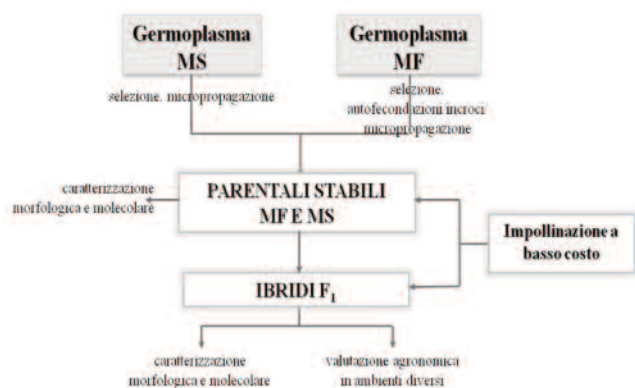 Germoplasma
MS
Germoplasma
MF
selezione. micropropagazione
selezione.
autofecondazioni incroci
micropropagazione
caratterizzazione
morfologica e molecolare
PARENTALI STABILI
MF E MS
Impollinazione a
basso costo
IBRIDI F₁
caratterizzazione
morfologica e molecolare
valutazione agronomica
in ambienti diversi